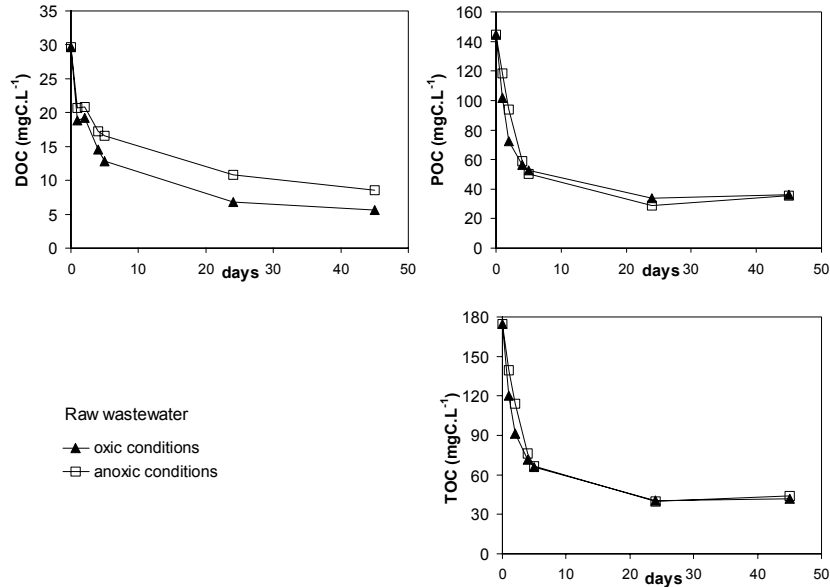 35
30
25
20
15
10
5
0
DOC (mgC.L-1)
0 10 20 30 40 50
days
160
140
120
100
80
60
40
20
0
POC (mgC.L-1)
0 10 20 30 40 50
days
Raw wastewater
oxic conditions
anoxic conditions
180
150
120
90
60
30
0
TOC (mgC.L-1)
0 10 20 30 40 50
days